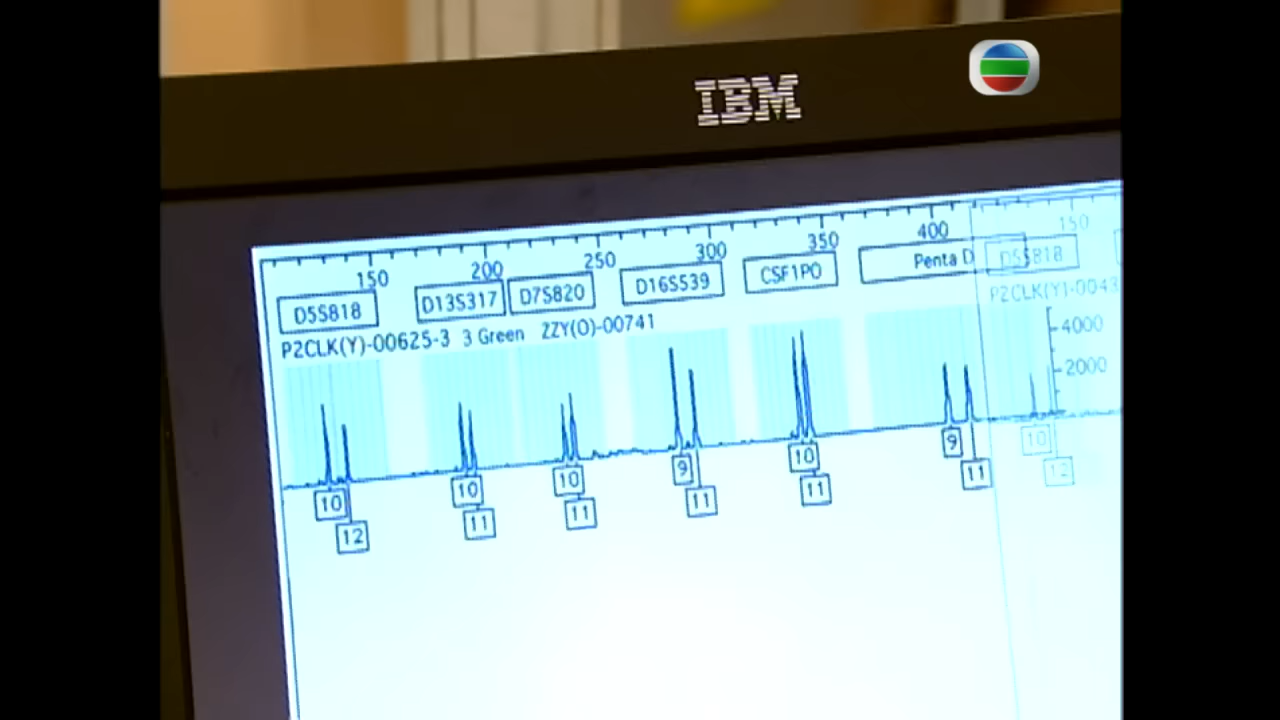 IBM
150 200 250 300 350 400 150
D5S818 D13S317 D7S820 D16S539 CSF1PO Penta D D5S818
P2CLK(Y)-00625-3 3 Green ZZY(O)-00741
4000
2000
10 10 10 9 10 9 10
12 11 11 11 11 11 12